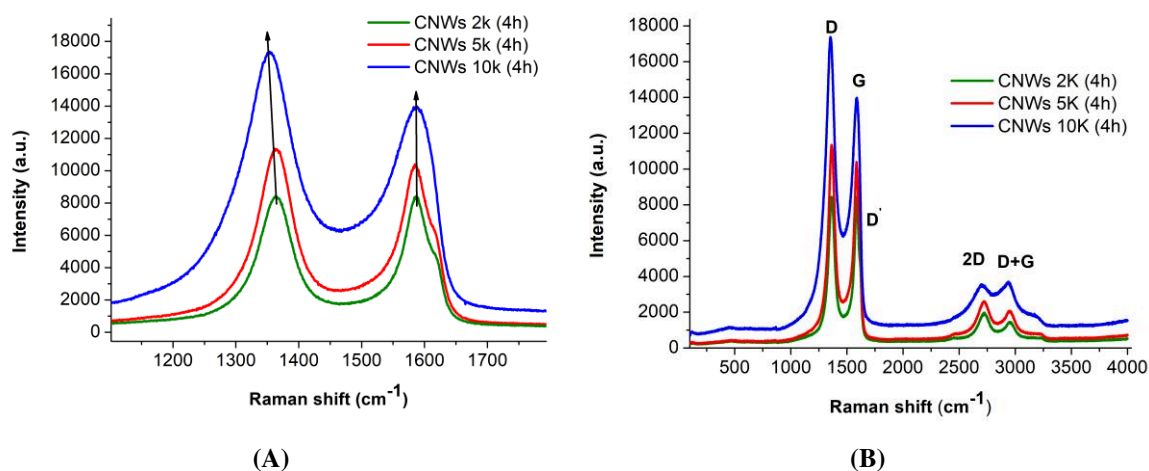 CNWs 2k (4h)
CNWs 5k (4h)
CNWs 10k (4h)
18000
16000
14000
12000
10000
8000
6000
4000
2000
0
Intensity (a.u.)
1200 1300 1400 1500 1600 1700
Raman shift (cm⁻¹)
(A)
D
G
D'
2D
D+G
CNWs 2K (4h)
CNWs 5K (4h)
CNWs 10K (4h)
18000
16000
14000
12000
10000
8000
6000
4000
2000
0
Intensity (a.u.)
500 1000 1500 2000 2500 3000 3500 4000
Raman shift (cm⁻¹)
(B)